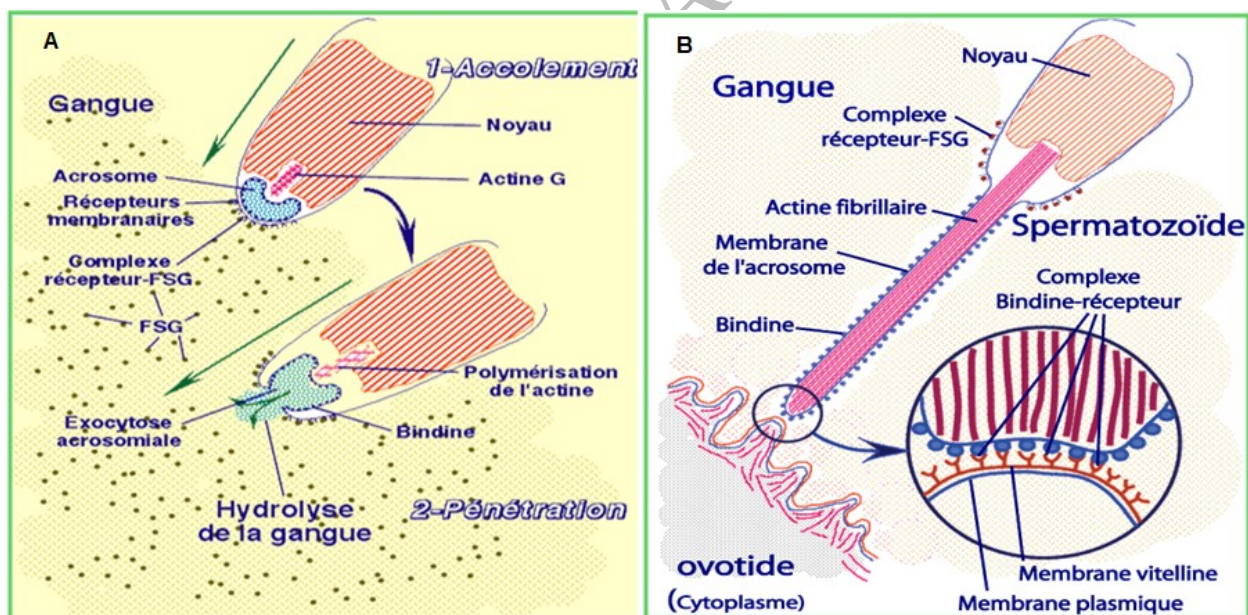 A
1-Accolement
Gangue
Noyau
Acrosome
Actine G
Récepteurs
membranaires
Gomplexe
récepteur-FSG
FSG
Polymérisation
de l'actine
Exocytose
acrosomiale
Bindine
Hydrolyse
de la gangue
2-Pénétration
B
Noyau
Gangue
Complexe
récepteur-FSG
Actine fibrillaire
Spermatozoïde
Membrane
de l'acrosome
Complexe
Bindine-récepteur
Bindine
ovotide
(Cytoplasme)
Membrane vitelline
Membrane plasmique